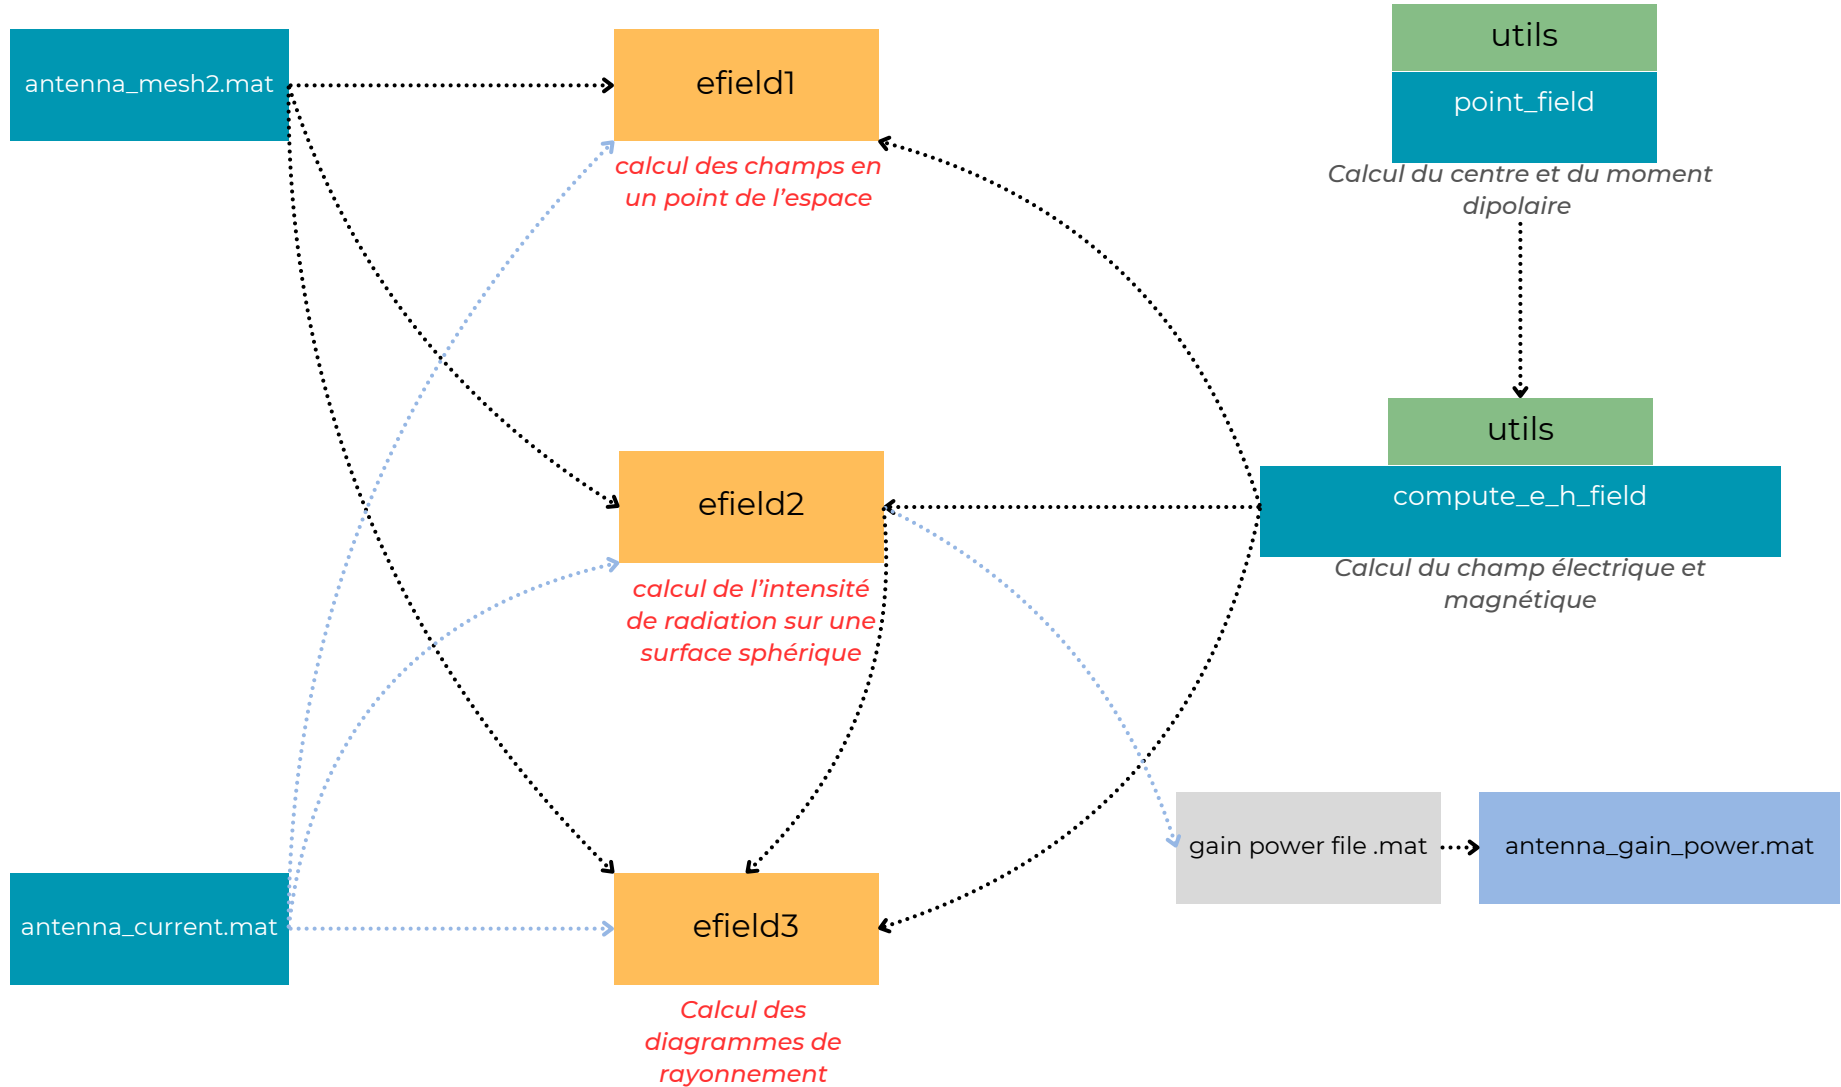 antenna_mesh2.mat
efield1
calcul des champs en
un point de l'espace
utils
point_field
Calcul du centre et du moment
dipolaire
efield2
calcul de l'intensité
de radiation sur une
surface sphérique
utils
compute_e_h_field
Calcul du champ électrique et
magnétique
gain power file .mat
antenna_gain_power.mat
antenna_current.mat
efield3
Calcul des
diagrammes de
rayonnement